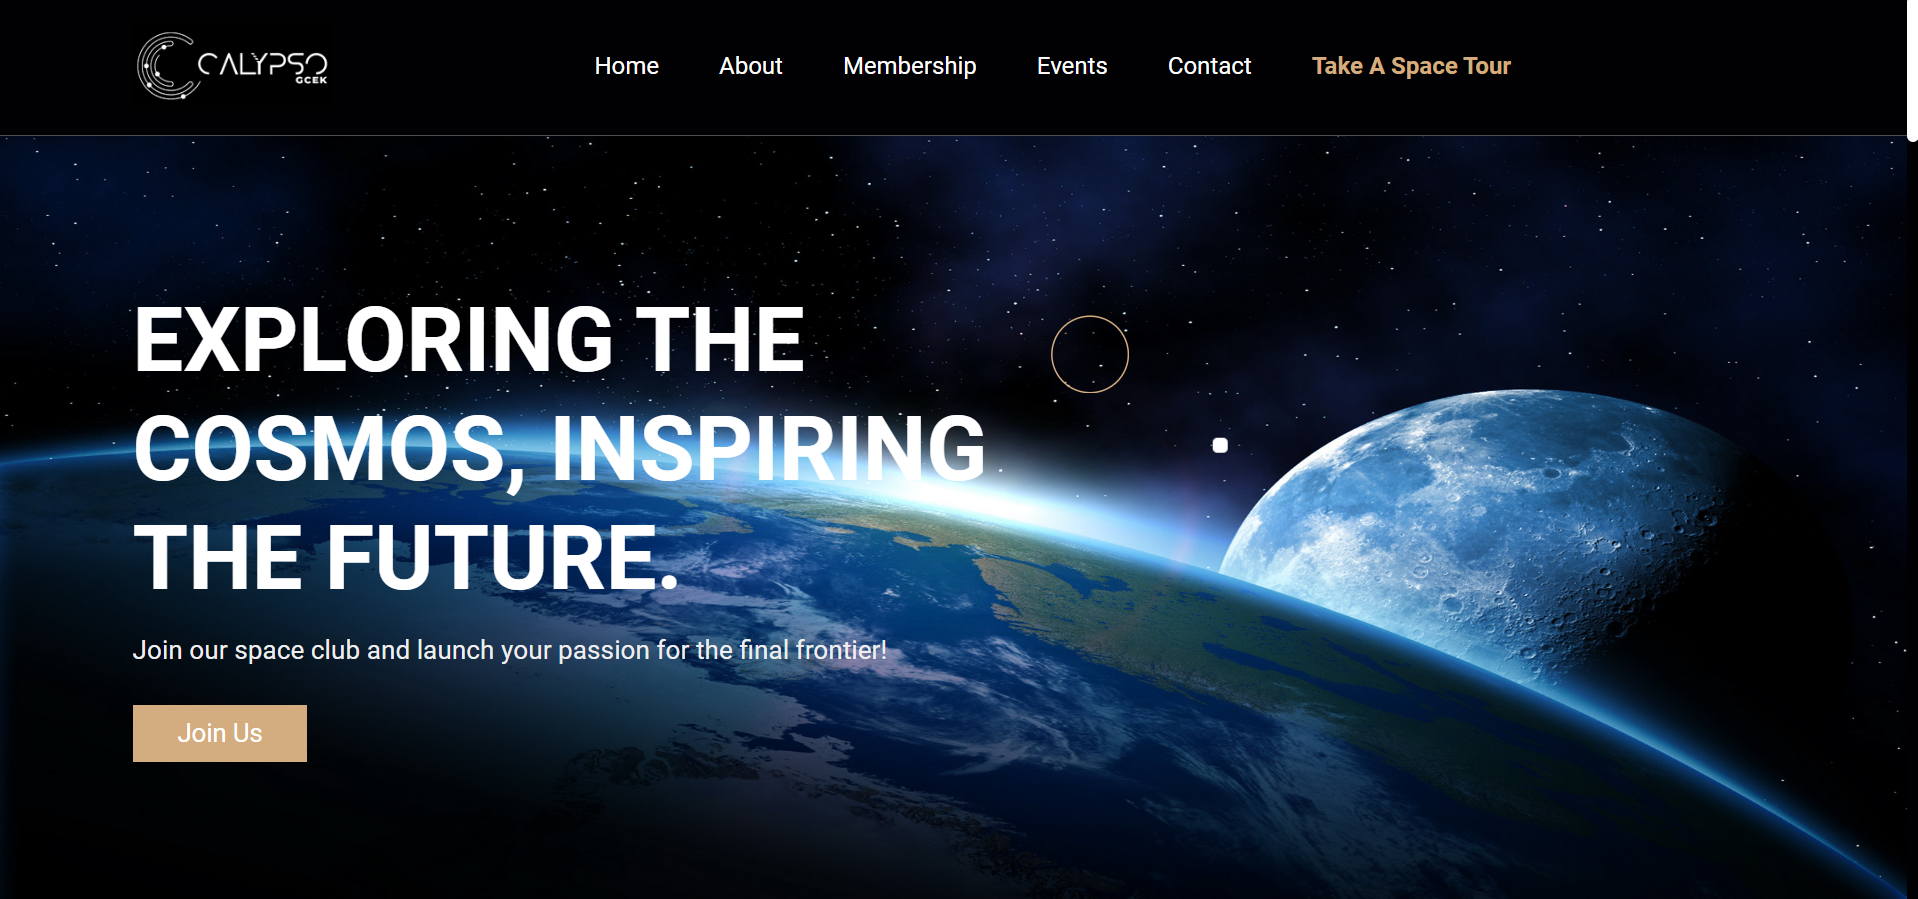 CALYPSO
GCEK
Home About Membership Events Contact Take A Space Tour
EXPLORING THE
COSMOS, INSPIRING
THE FUTURE.
Join our space club and launch your passion for the final frontier!
Join Us